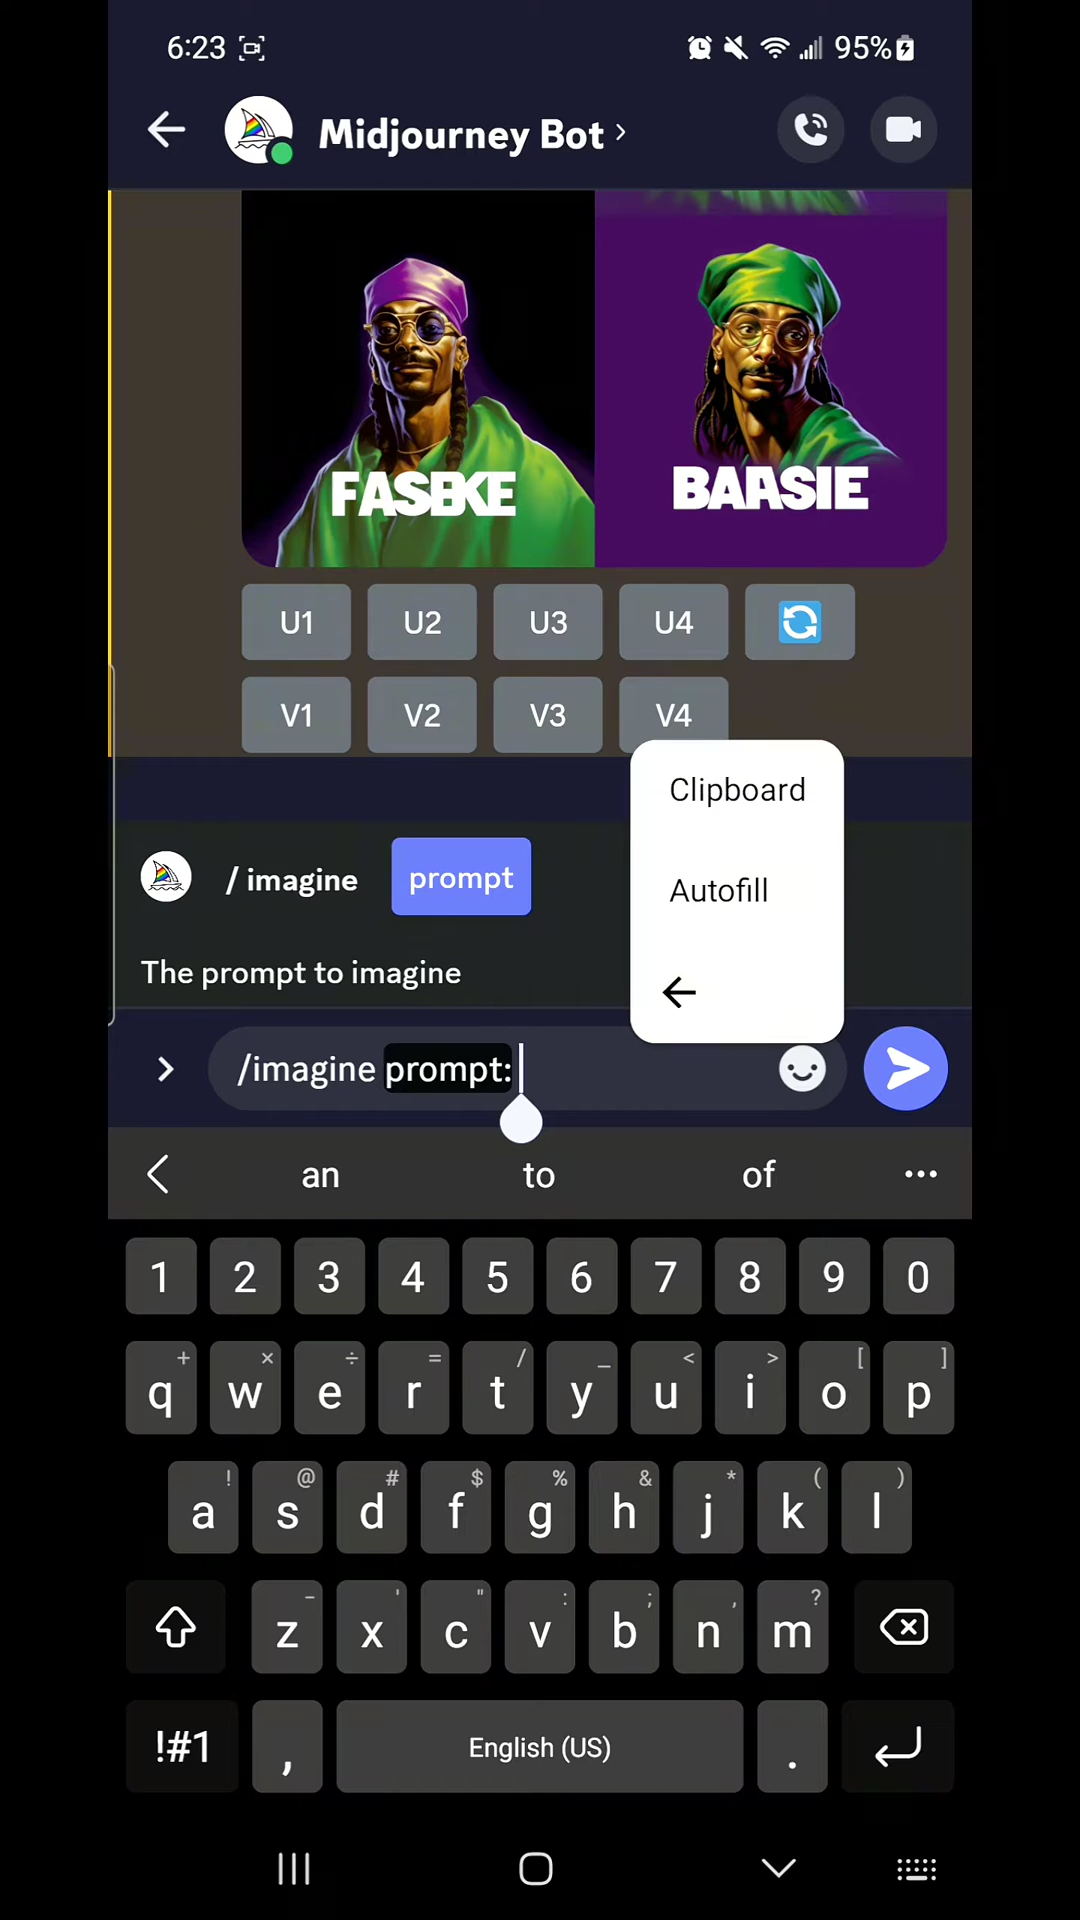 6:23
95%
Midjourney Bot
FASEKE
BAASIE
U1 U2 U3 U4
V1 V2 V3 V4
Clipboard
Autofill
/ imagine prompt
The prompt to imagine
/imagine prompt:
an to of ...
1 2 3 4 5 6 7 8 9 0
+ × ÷ = / _ < > [ ]
q w e r t y u i o p
! @ # $ % & * ( )
a s d f g h j k l
- ' " : ; , ?
z x c v b n m
!#1 , English (US) .